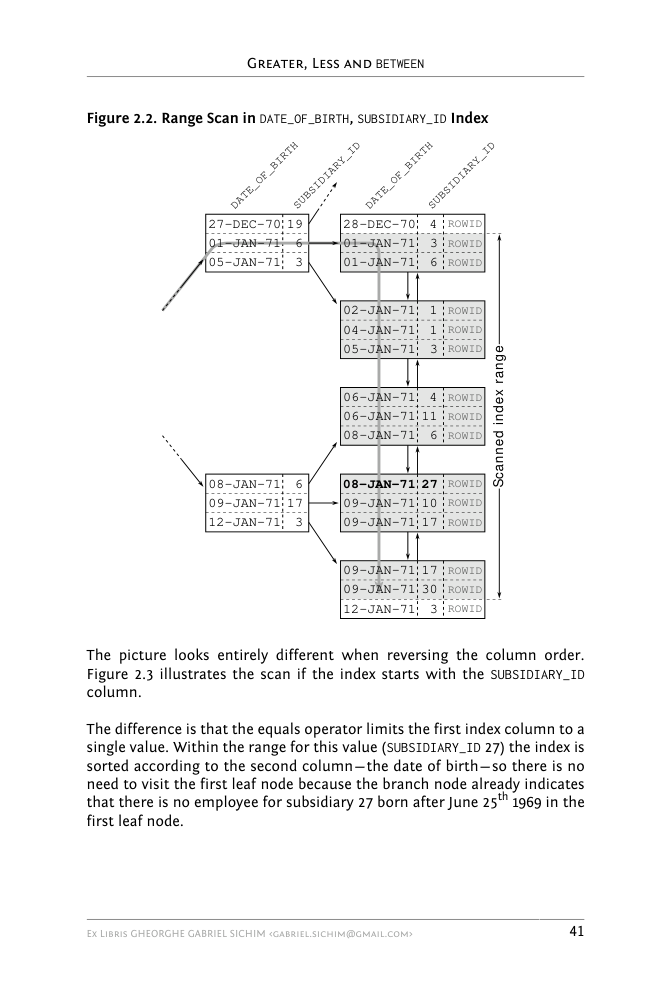 GREATER, LESS AND BETWEEN
Figure 2.2. Range Scan in DATE_OF_BIRTH, SUBSIDIARY_ID Index
DATE_OF_BIRTH
SUBSIDIARY_ID
DATE_OF_BIRTH
SUBSIDIARY_ID
27-DEC-70 19
01-JAN-71 6
05-JAN-71 3
28-DEC-70 4 ROWID
01-JAN-71 3 ROWID
01-JAN-71 6 ROWID
02-JAN-71 1 ROWID
04-JAN-71 1 ROWID
05-JAN-71 3 ROWID
06-JAN-71 4 ROWID
06-JAN-71 11 ROWID
08-JAN-71 6 ROWID
Scanned index range
08-JAN-71 6
09-JAN-71 17
12-JAN-71 3
08-JAN-71 27 ROWID
09-JAN-71 10 ROWID
09-JAN-71 17 ROWID
09-JAN-71 17 ROWID
09-JAN-71 30 ROWID
12-JAN-71 3 ROWID
The picture looks entirely different when reversing the column order.
Figure 2.3 illustrates the scan if the index starts with the SUBSIDIARY_ID
column.
The difference is that the equals operator limits the first index column to a
single value. Within the range for this value (SUBSIDIARY_ID 27) the index is
sorted according to the second column—the date of birth—so there is no
need to visit the first leaf node because the branch node already indicates
that there is no employee for subsidiary 27 born after June 25th 1969 in the
first leaf node.
EX LIBRIS GHEORGHE GABRIEL SICHIM <GABRIEL.SICHIM@GMAIL.COM>
41